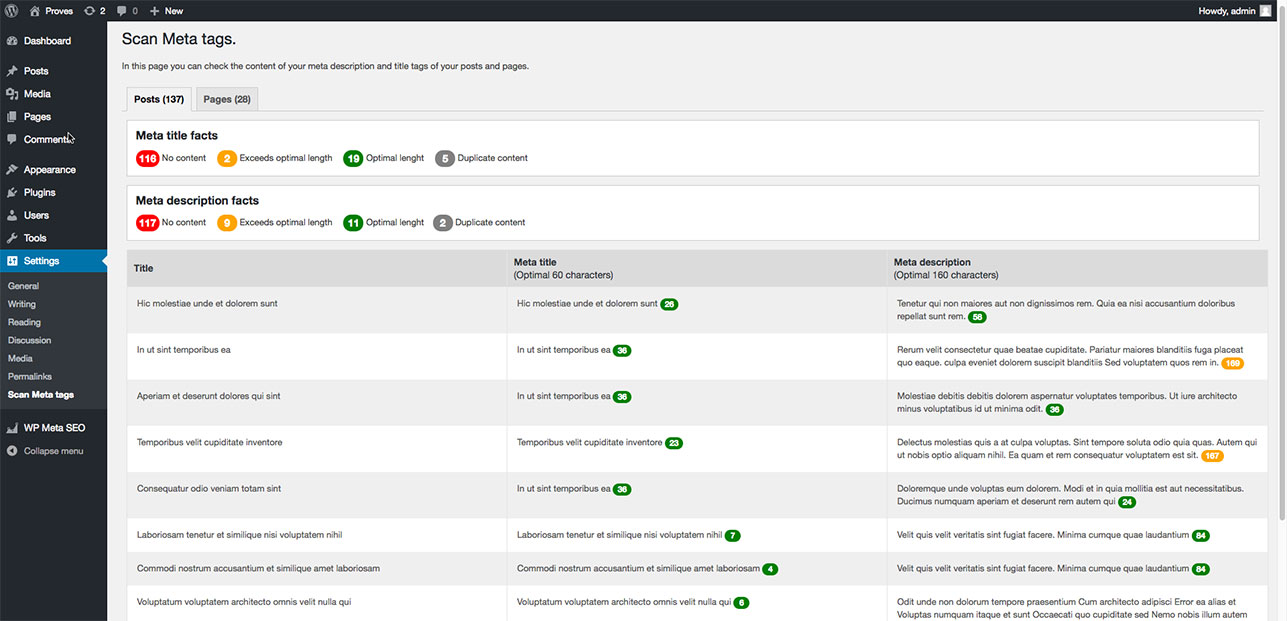 Proves 2 0 New Howdy, admin
Dashboard
Posts
Media
Pages
Comments
Appearance
Plugins
Users
Tools
Settings
General
Writing
Reading
Discussion
Media
Permalinks
Scan Meta tags
WP Meta SEO
Collapse menu
Scan Meta tags.
In this page you can check the content of your meta description and title tags of your posts and pages.
Posts (137) Pages (28)
Meta title facts
116 No content 2 Exceeds optimal length 19 Optimal lenght 5 Duplicate content
Meta description facts
117 No content 9 Exceeds optimal length 11 Optimal lenght 2 Duplicate content
Title
Meta title
(Optimal 60 characters)
Meta description
(Optimal 160 characters)
Hic molestiae unde et dolorem sunt
Hic molestiae unde et dolorem sunt 26
Tenetur qui non maiores aut non dignissimos rem. Quia ea nisi accusantium doloribus
repellat sunt rem. 58
In ut sint temporibus ea
In ut sint temporibus ea 36
Rerum velit consectetur quae beatae cupiditate. Pariatur maiores blanditiis fuga placeat
quo eaque. culpa eveniet dolorem suscipit blanditiis Sed voluptatem quos rem in. 169
Aperiam et deserunt dolores qui sint
In ut sint temporibus ea 36
Molestiae debitis debitis dolorem aspernatur voluptates temporibus. Ut iure architecto
minus voluptatibus id ut minima odit. 36
Temporibus velit cupiditate inventore
Temporibus velit cupiditate inventore 23
Delectus molestias quis a at culpa voluptas. Sint tempore soluta odio quia quas. Autem qui
ut nobis optio aliquam nihil. Ea quam et rem consequatur voluptatem est sit. 167
Consequatur odio veniam totam sint
In ut sint temporibus ea 36
Doloremque unde voluptas eum dolorem. Modi et in quia mollitia est aut necessitatibus.
Ducimus numquam aperiam et deserunt rem autem qui 24
Laboriosam tenetur et similique nisi voluptatem nihil
Laboriosam tenetur et similique nisi voluptatem nihil 7
Velit quis velit veritatis sint fugiat facere. Minima cumque quae laudantium 84
Commodi nostrum accusantium et similique amet laboriosam
Commodi nostrum accusantium et similique amet laboriosam 4
Velit quis velit veritatis sint fugiat facere. Minima cumque quae laudantium 84
Voluptatum voluptatem architecto omnis velit nulla qui
Voluptatum voluptatem architecto omnis velit nulla qui 6
Odit unde non dolorum tempore praesentium Cum architecto adipisci Error ea alias et
Voluptas numquam itaque et sunt Occaecati quo cupiditate sed Nemo nobis illum autem